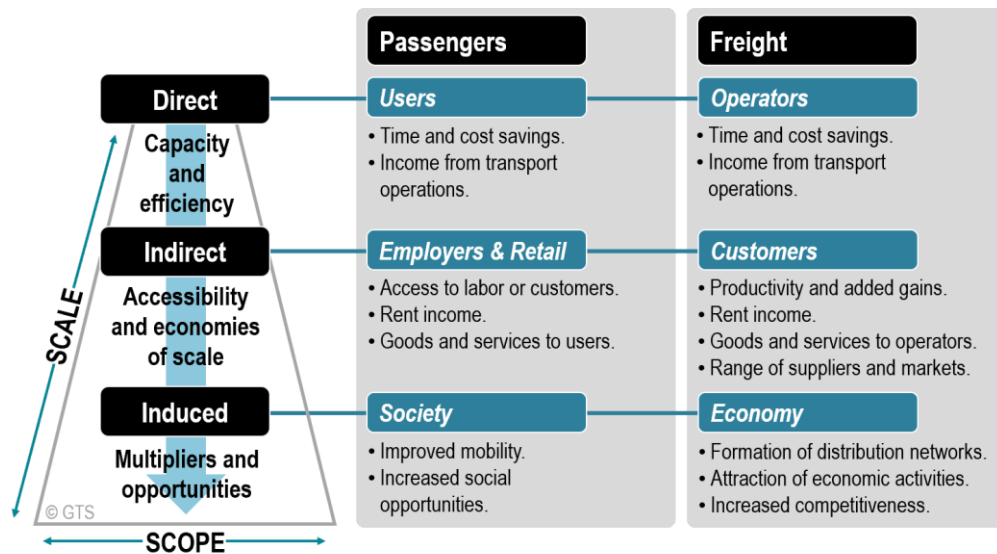 Passengers
Freight
Direct
Users
Operators
Capacity
and
efficiency
• Time and cost savings.
• Income from transport
operations.
• Time and cost savings.
• Income from transport
operations.
Indirect
Employers & Retail
Customers
Accessibility
and economies
of scale
• Access to labor or customers.
• Rent income.
• Goods and services to users.
• Productivity and added gains.
• Rent income.
• Goods and services to operators.
• Range of suppliers and markets.
SCALE
Induced
Society
Economy
Multipliers and
opportunities
• Improved mobility.
• Increased social
opportunities.
• Formation of distribution networks.
• Attraction of economic activities.
• Increased competitiveness.
© GTS
SCOPE